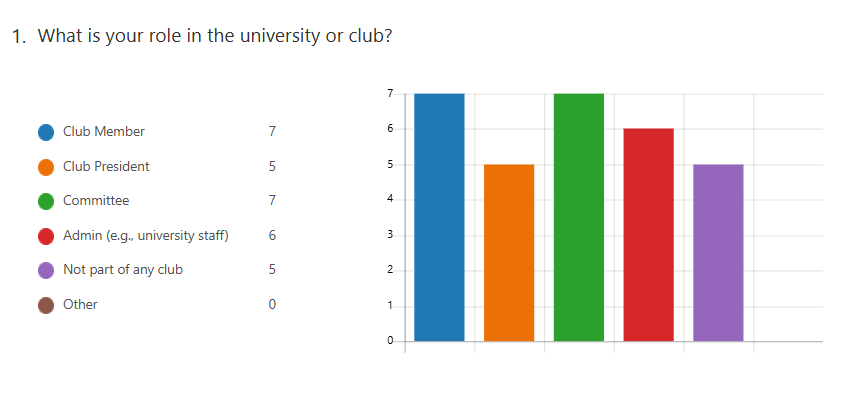 1. What is your role in the university or club?
Club Member 7
Club President 5
Committee 7
Admin (e.g., university staff) 6
Not part of any club 5
Other 0
7
6
5
4
3
2
1
0